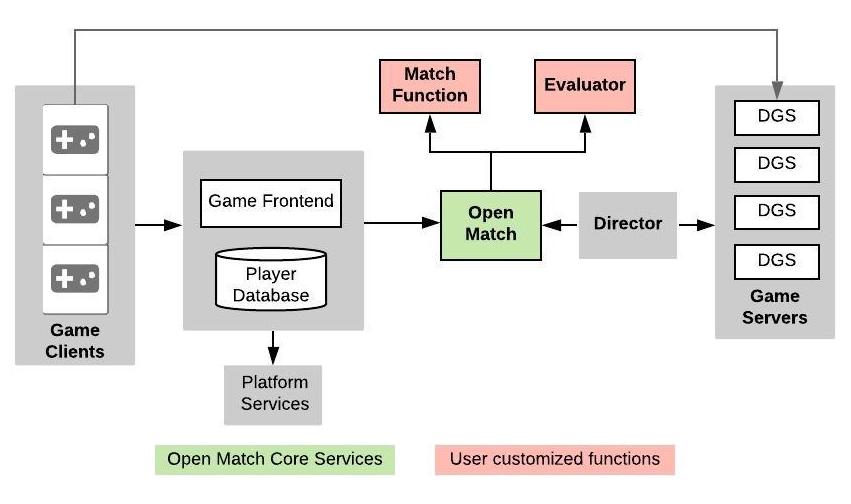 Match
Function
Evaluator
DGS
DGS
DGS
DGS
Game
Servers
Game Frontend
Player
Database
Open
Match
Director
Game
Clients
Platform
Services
Open Match Core Services
User customized functions